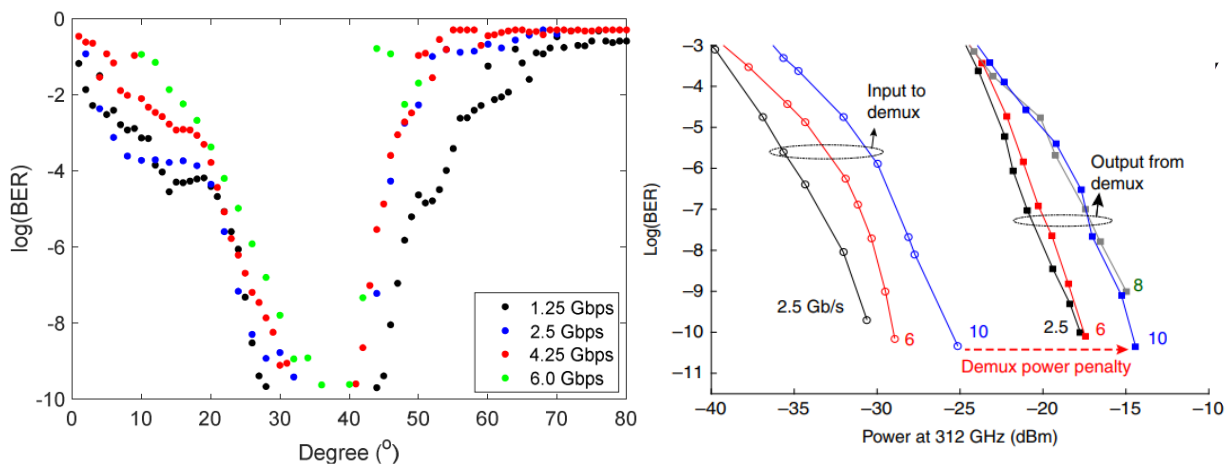 0
-2
-4
-6
-8
-10
log(BER)
0
10
20
30
40
50
60
70
80
Degree (°)
1.25 Gbps
2.5 Gbps
4.25 Gbps
6.0 Gbps
−3
−4
−5
−6
−7
−8
−9
−10
−11
Log(BER)
Input to
demux
Output from
demux
2.5 Gb/s
6
10
2.5
6
8
10
Demux power penalty
−40
−35
−30
−25
−20
−15
−10
Power at 312 GHz (dBm)